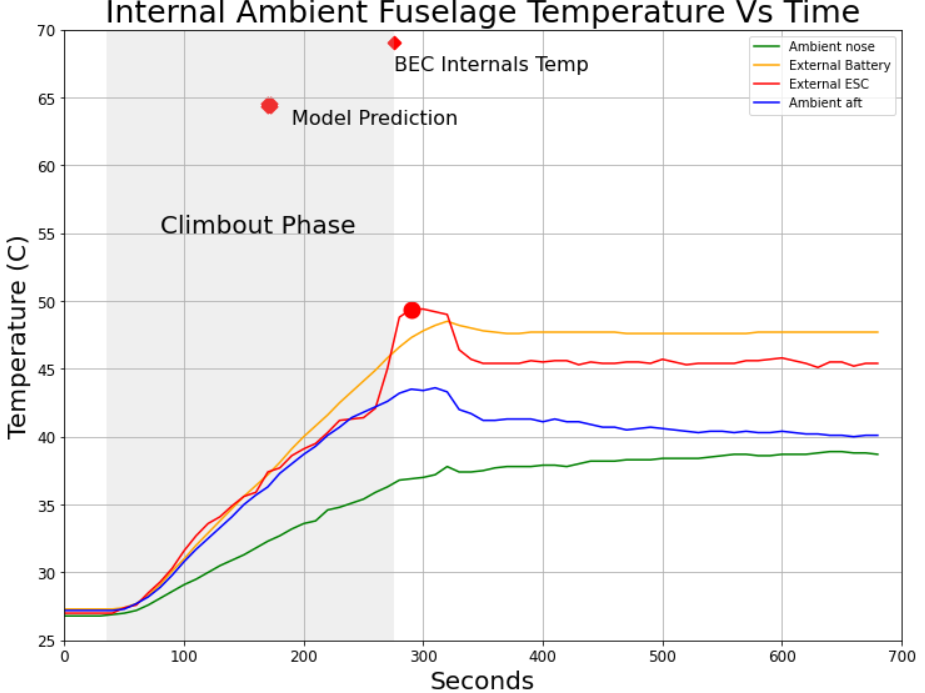 Internal Ambient Fuselage Temperature Vs Time
70
65
60
55
50
45
40
35
30
25
Temperature (C)
BEC Internals Temp
Model Prediction
Climbout Phase
Ambient nose
External Battery
External ESC
Ambient aft
0 100 200 300 400 500 600 700
Seconds